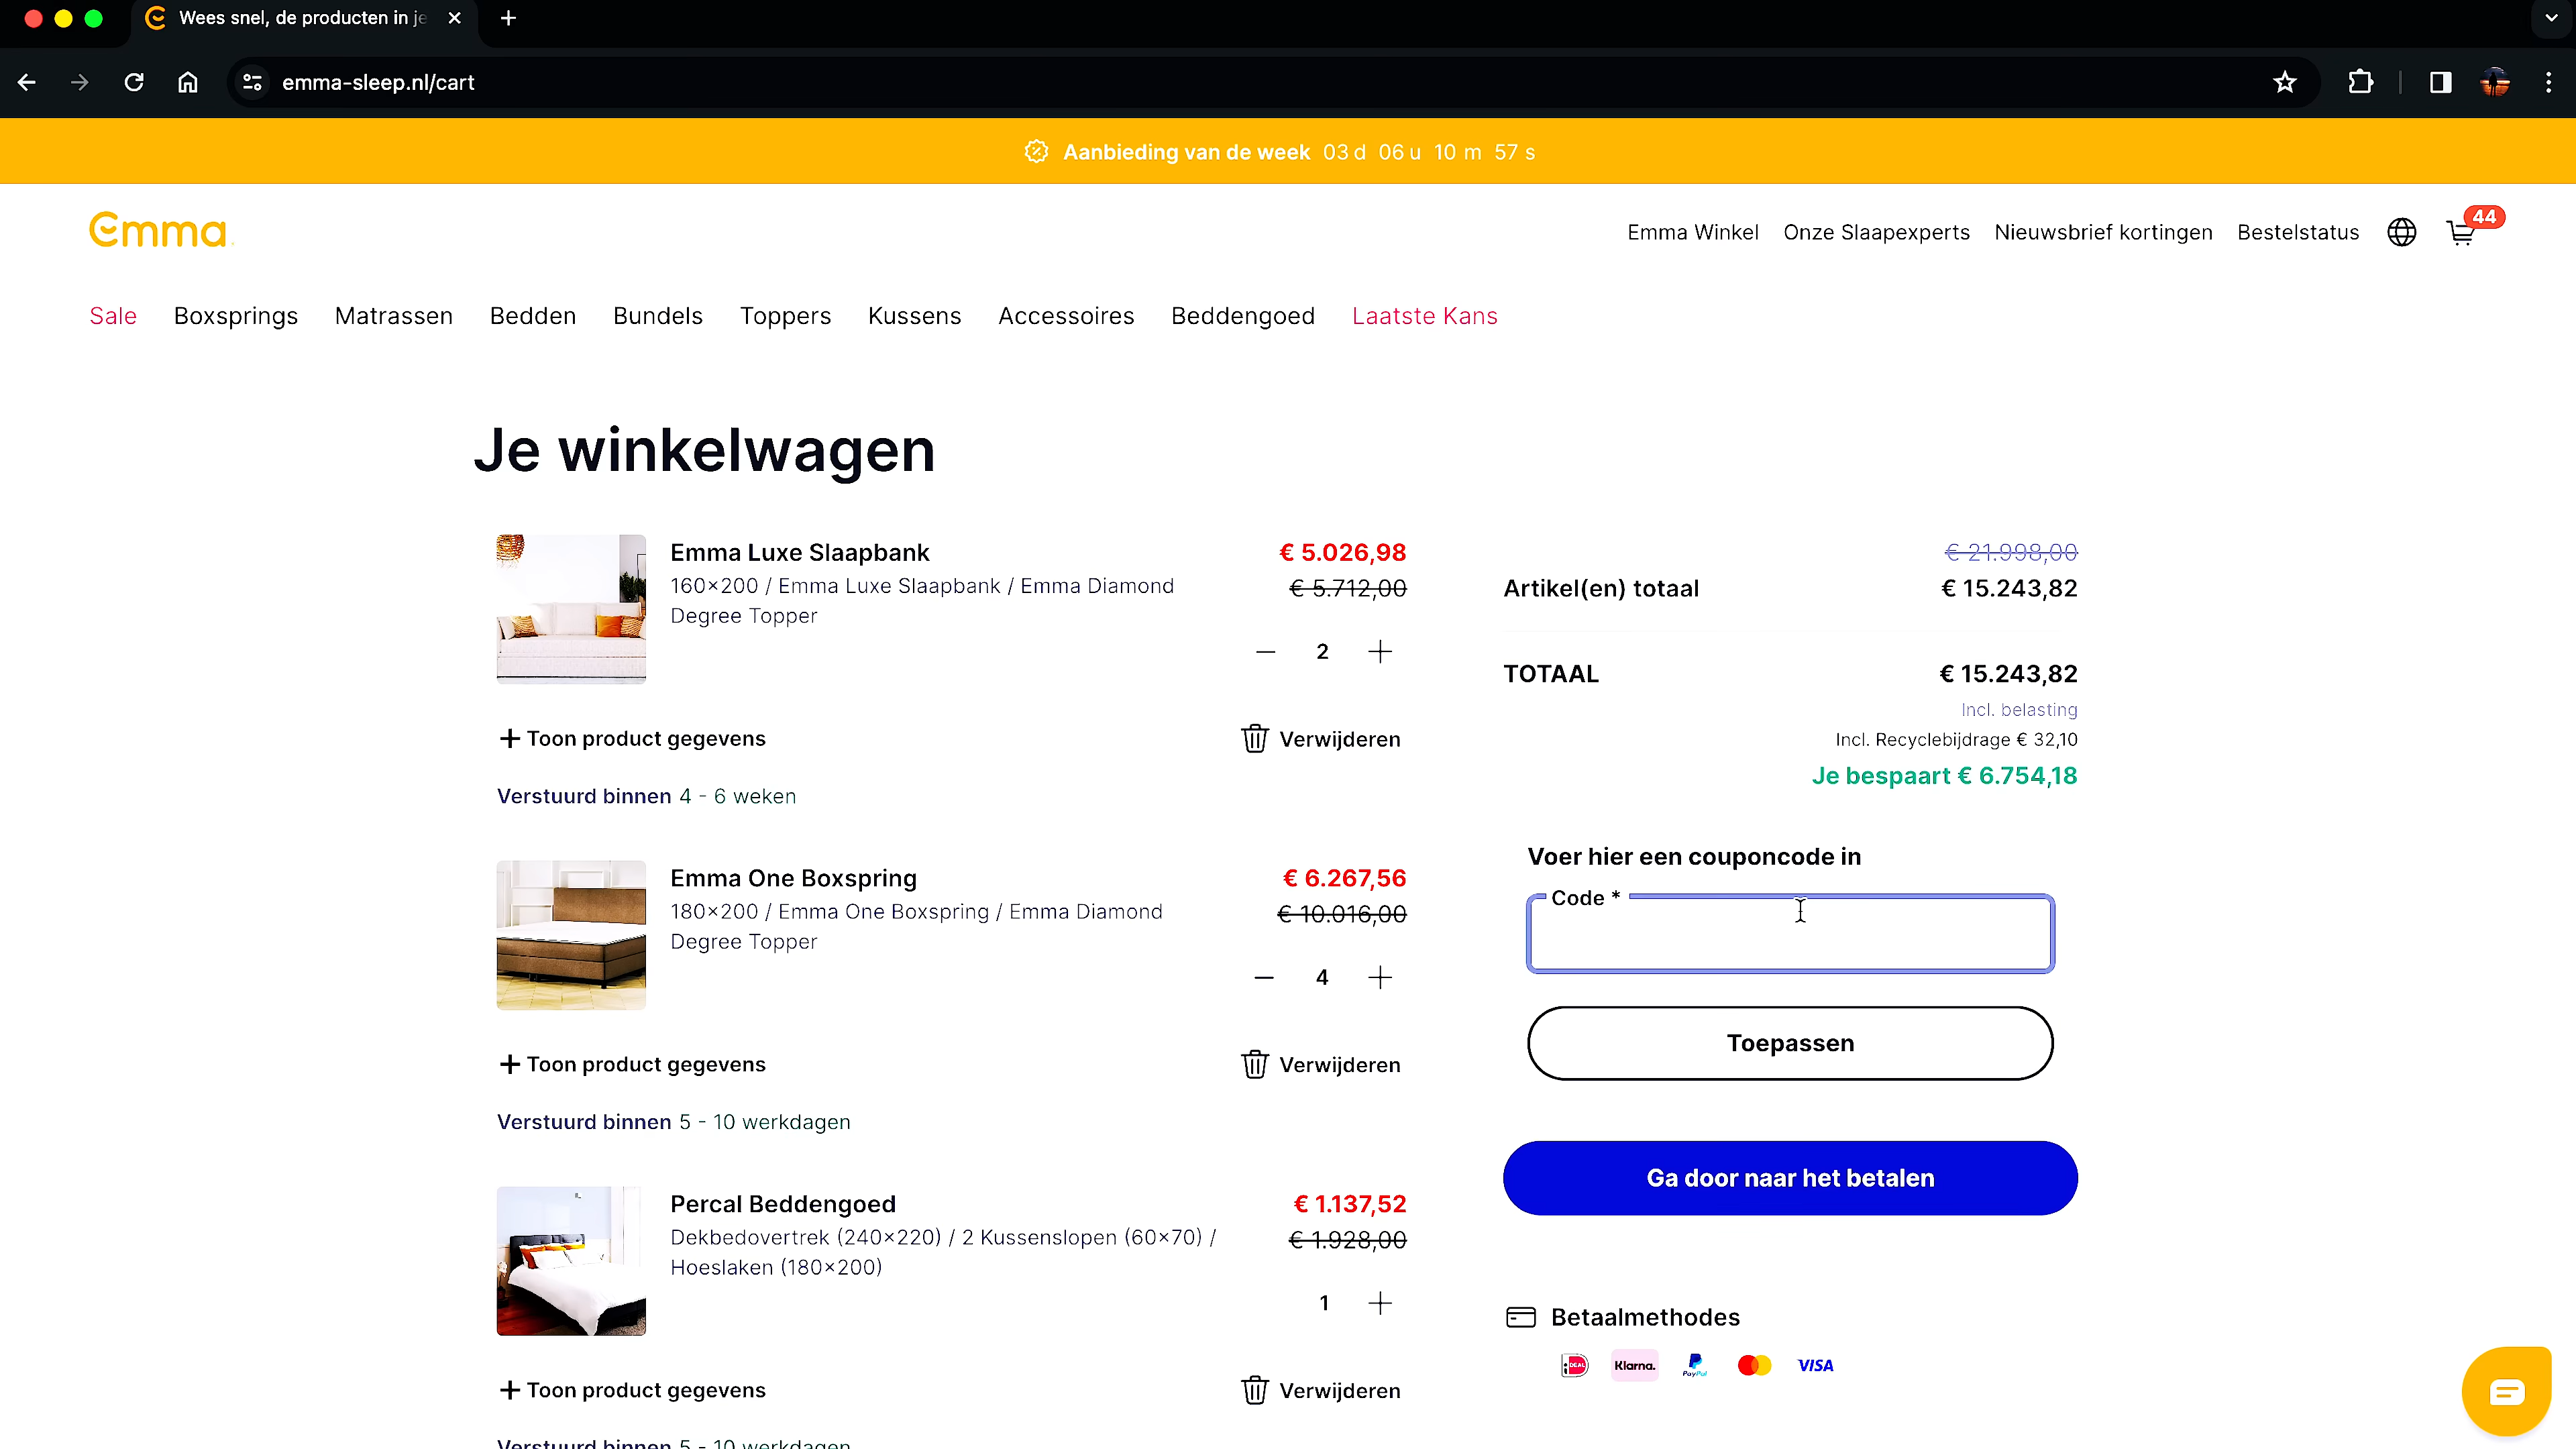 Wees snel, de producten in je
emma-sleep.nl/cart
Aanbieding van de week 03 d 06 u 10 m 57 s
Emma
Emma Winkel Onze Slaapexperts Nieuwsbrief kortingen Bestelstatus 44
Sale Boxsprings Matrassen Bedden Bundels Toppers Kussens Accessoires Beddengoed Laatste Kans
Je winkelwagen
Emma Luxe Slaapbank
160×200 / Emma Luxe Slaapbank / Emma Diamond
Degree Topper
€ 5.026,98
€ 5.712,00
2
+ Toon product gegevens
Verwijderen
Verstuurd binnen 4 - 6 weken
Emma One Boxspring
180×200 / Emma One Boxspring / Emma Diamond
Degree Topper
€ 6.267,56
€ 10.016,00
4
+ Toon product gegevens
Verwijderen
Verstuurd binnen 5 - 10 werkdagen
Percal Beddengoed
Dekbedovertrek (240×220) / 2 Kussenslopen (60×70) /
Hoeslaken (180×200)
€ 1.137,52
€ 1.928,00
1
+ Toon product gegevens
Verwijderen
Verstuurd binnen 5 - 10 werkdagen
€ 21.998,00
Artikel(en) totaal € 15.243,82
TOTAAL € 15.243,82
Incl. belasting
Incl. Recyclebijdrage € 32,10
Je bespaart € 6.754,18
Voer hier een couponcode in
Code *
Toepassen
Ga door naar het betalen
Betaalmethodes
iDEAL Klarna. PayPal VISA